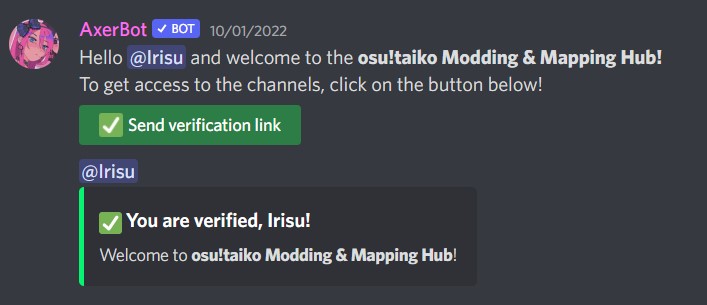 AxerBot ✓ BOT 10/01/2022
Hello @Irisu and welcome to the osu!taiko Modding & Mapping Hub!
To get access to the channels, click on the button below!
✅ Send verification link
@Irisu
✅ You are verified, Irisu!
Welcome to osu!taiko Modding & Mapping Hub!